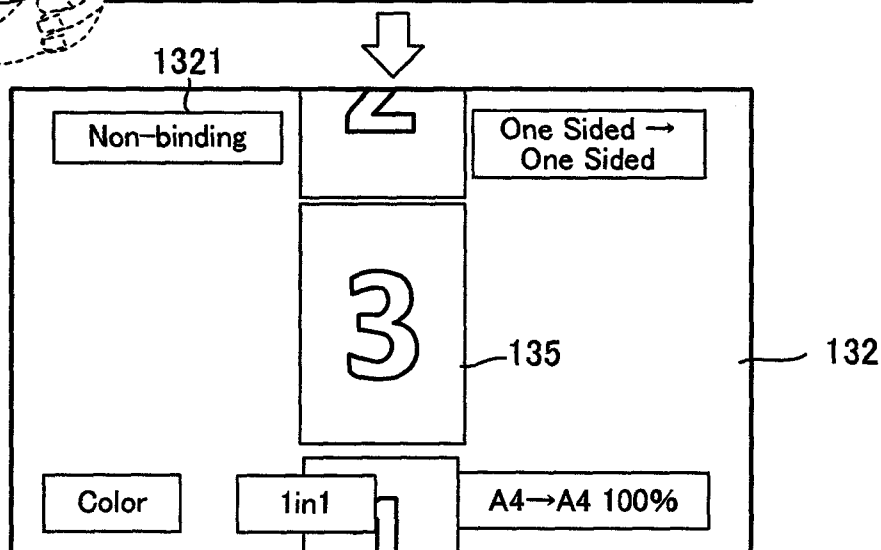 1321
2
Non-binding
One Sided →
One Sided
3
135
132
Color
1in1
A4→A4 100%